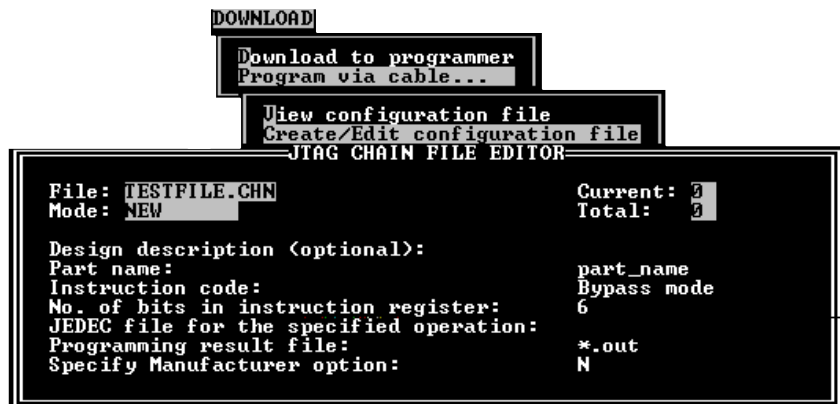 DOWNLOAD
Download to programmer
Program via cable...
View configuration file
Create/Edit configuration file
JTAG CHAIN FILE EDITOR
File: TESTFILE.CHN Current: 0
Mode: NEW Total: 0
Design description (optional):
Part name: part_name
Instruction code: Bypass mode
No. of bits in instruction register: 6
JEDEC file for the specified operation:
Programming result file: *.out
Specify Manufacturer option: N